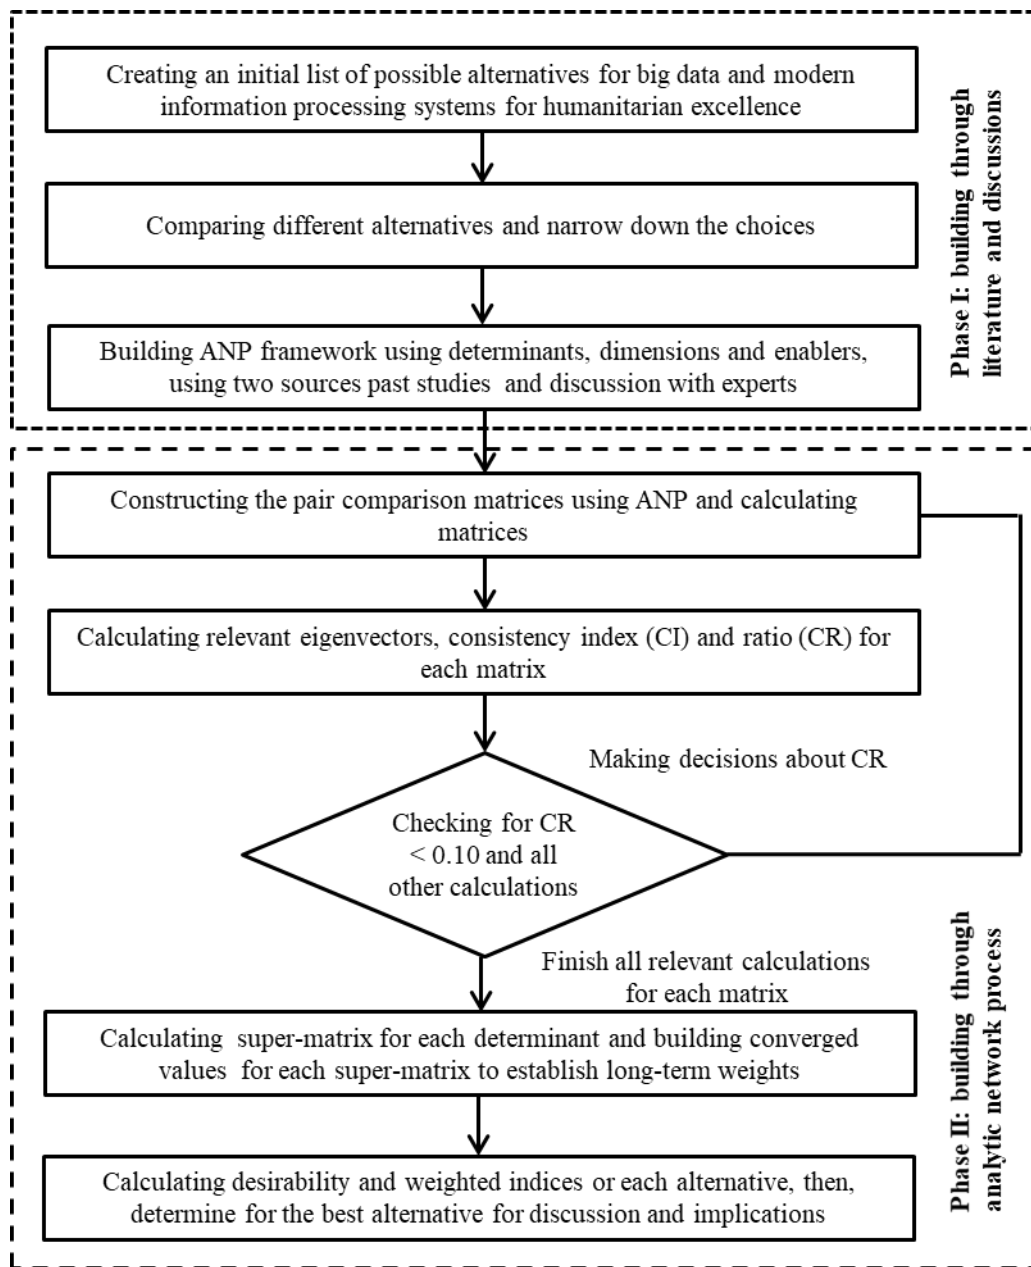 Creating an initial list of possible alternatives for big data and modern
information processing systems for humanitarian excellence
Comparing different alternatives and narrow down the choices
Building ANP framework using determinants, dimensions and enablers,
using two sources past studies and discussion with experts
Phase I: building through
literature and discussions
Constructing the pair comparison matrices using ANP and calculating
matrices
Calculating relevant eigenvectors, consistency index (CI) and ratio (CR) for
each matrix
Making decisions about CR
Checking for CR
< 0.10 and all
other calculations
Finish all relevant calculations
for each matrix
Calculating super-matrix for each determinant and building converged
values for each super-matrix to establish long-term weights
Calculating desirability and weighted indices or each alternative, then,
determine for the best alternative for discussion and implications
Phase II: building through
analytic network process